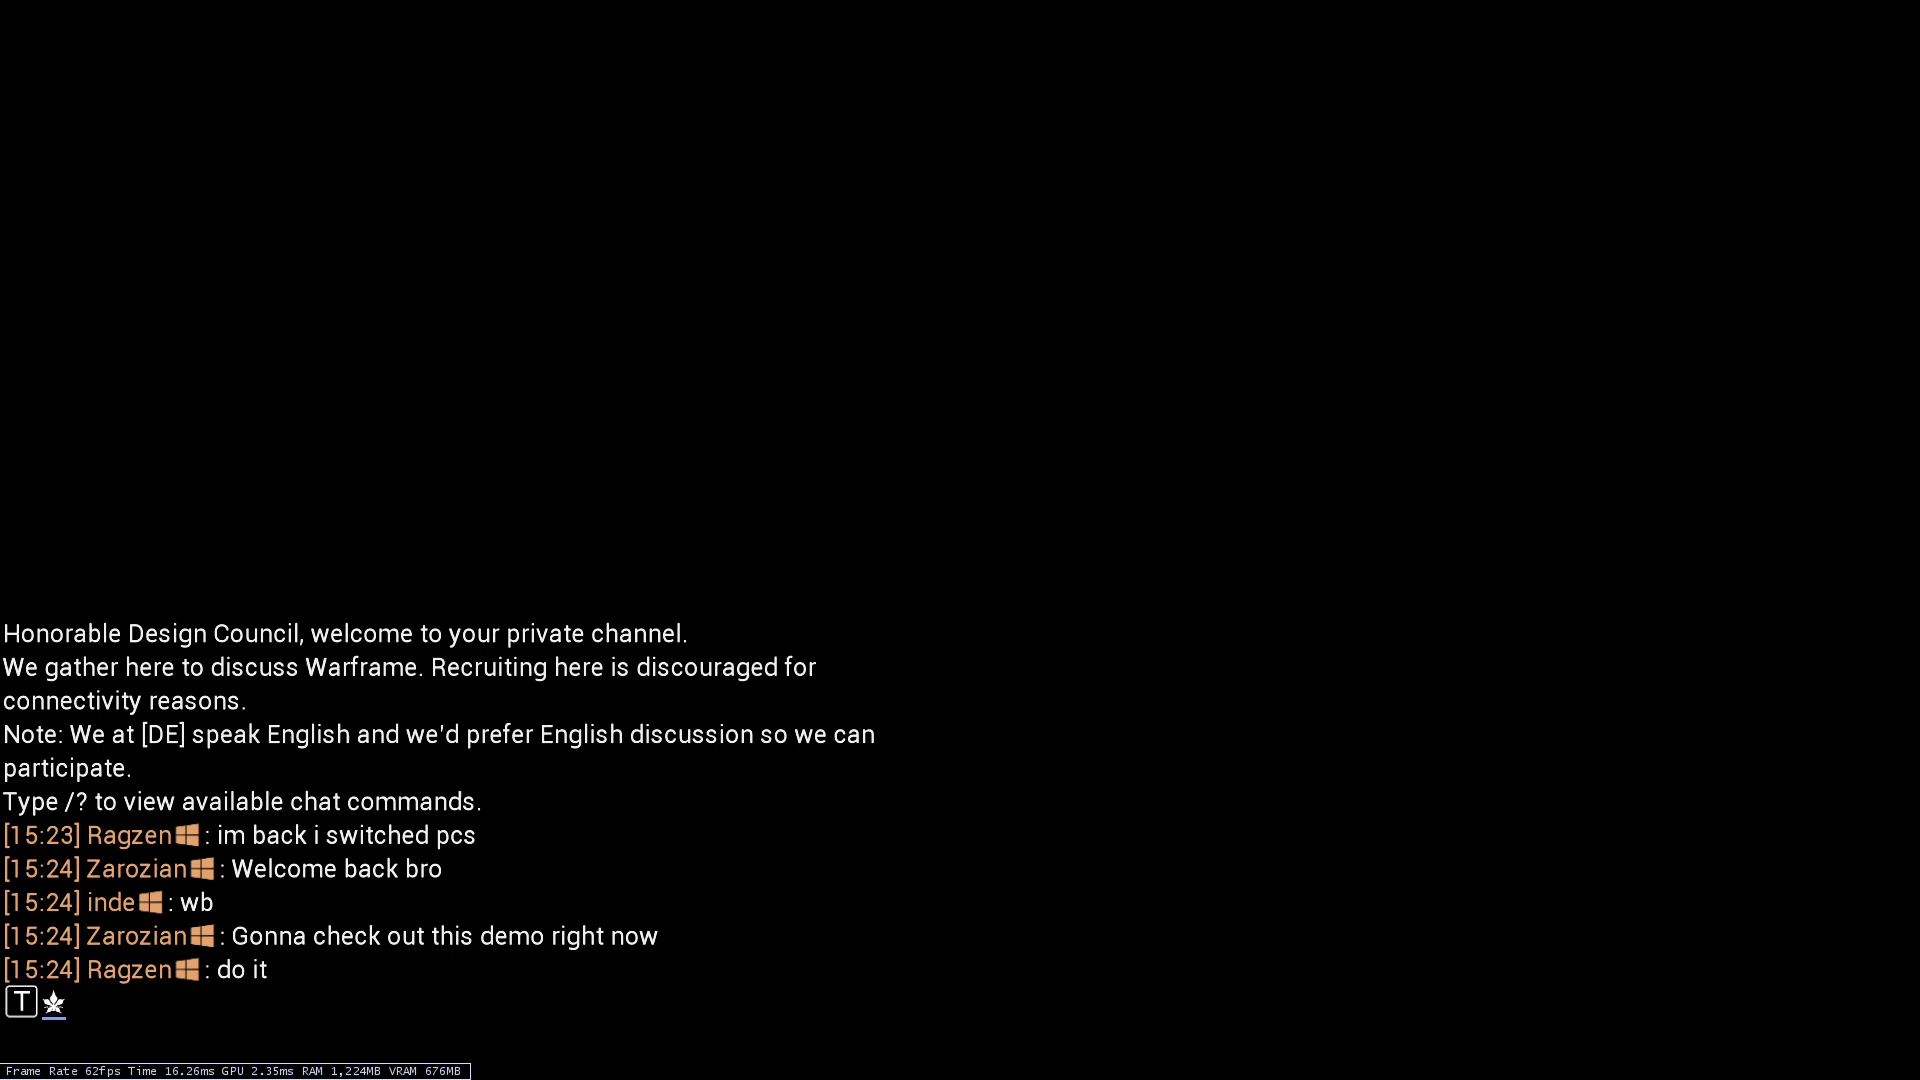 Honorable Design Council, welcome to your private channel.
We gather here to discuss Warframe. Recruiting here is discouraged for
connectivity reasons.
Note: We at [DE] speak English and we'd prefer English discussion so we can
participate.
Type /? to view available chat commands.
[15:23] Ragzen: im back i switched pcs
[15:24] Zarozian: Welcome back bro
[15:24] inde: wb
[15:24] Zarozian: Gonna check out this demo right now
[15:24] Ragzen: do it
T
Frame Rate 62fps Time 16.26ms GPU 2.35ms RAM 1,224MB VRAM 676MB